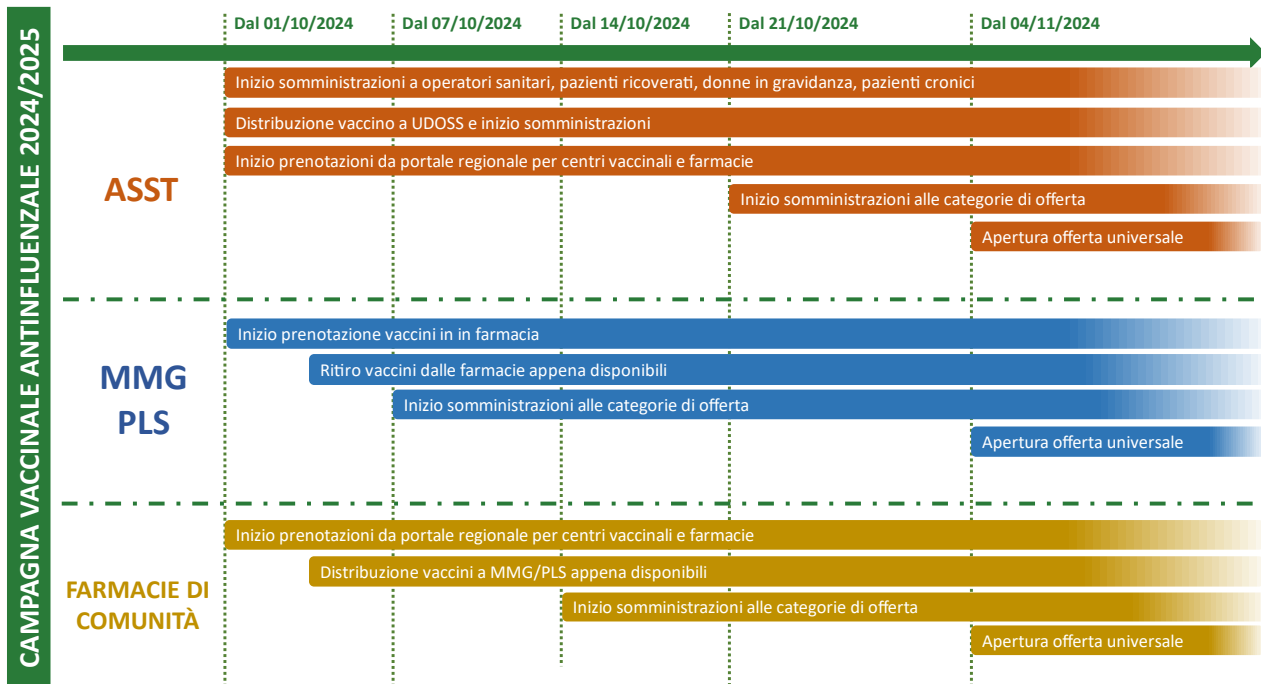 CAMPAGNA VACCINALE ANTINFLUENZALE 2024/2025
Dal 01/10/2024
Dal 07/10/2024
Dal 14/10/2024
Dal 21/10/2024
Dal 04/11/2024
ASST
Inizio somministrazioni a operatori sanitari, pazienti ricoverati, donne in gravidanza, pazienti cronici
Distribuzione vaccino a UDOSS e inizio somministrazioni
Inizio prenotazioni da portale regionale per centri vaccinali e farmacie
Inizio somministrazioni alle categorie di offerta
Apertura offerta universale
MMG
PLS
Inizio prenotazione vaccini in in farmacia
Ritiro vaccini dalle farmacie appena disponibili
Inizio somministrazioni alle categorie di offerta
Apertura offerta universale
FARMACIE DI
COMUNITÀ
Inizio prenotazioni da portale regionale per centri vaccinali e farmacie
Distribuzione vaccini a MMG/PLS appena disponibili
Inizio somministrazioni alle categorie di offerta
Apertura offerta universale